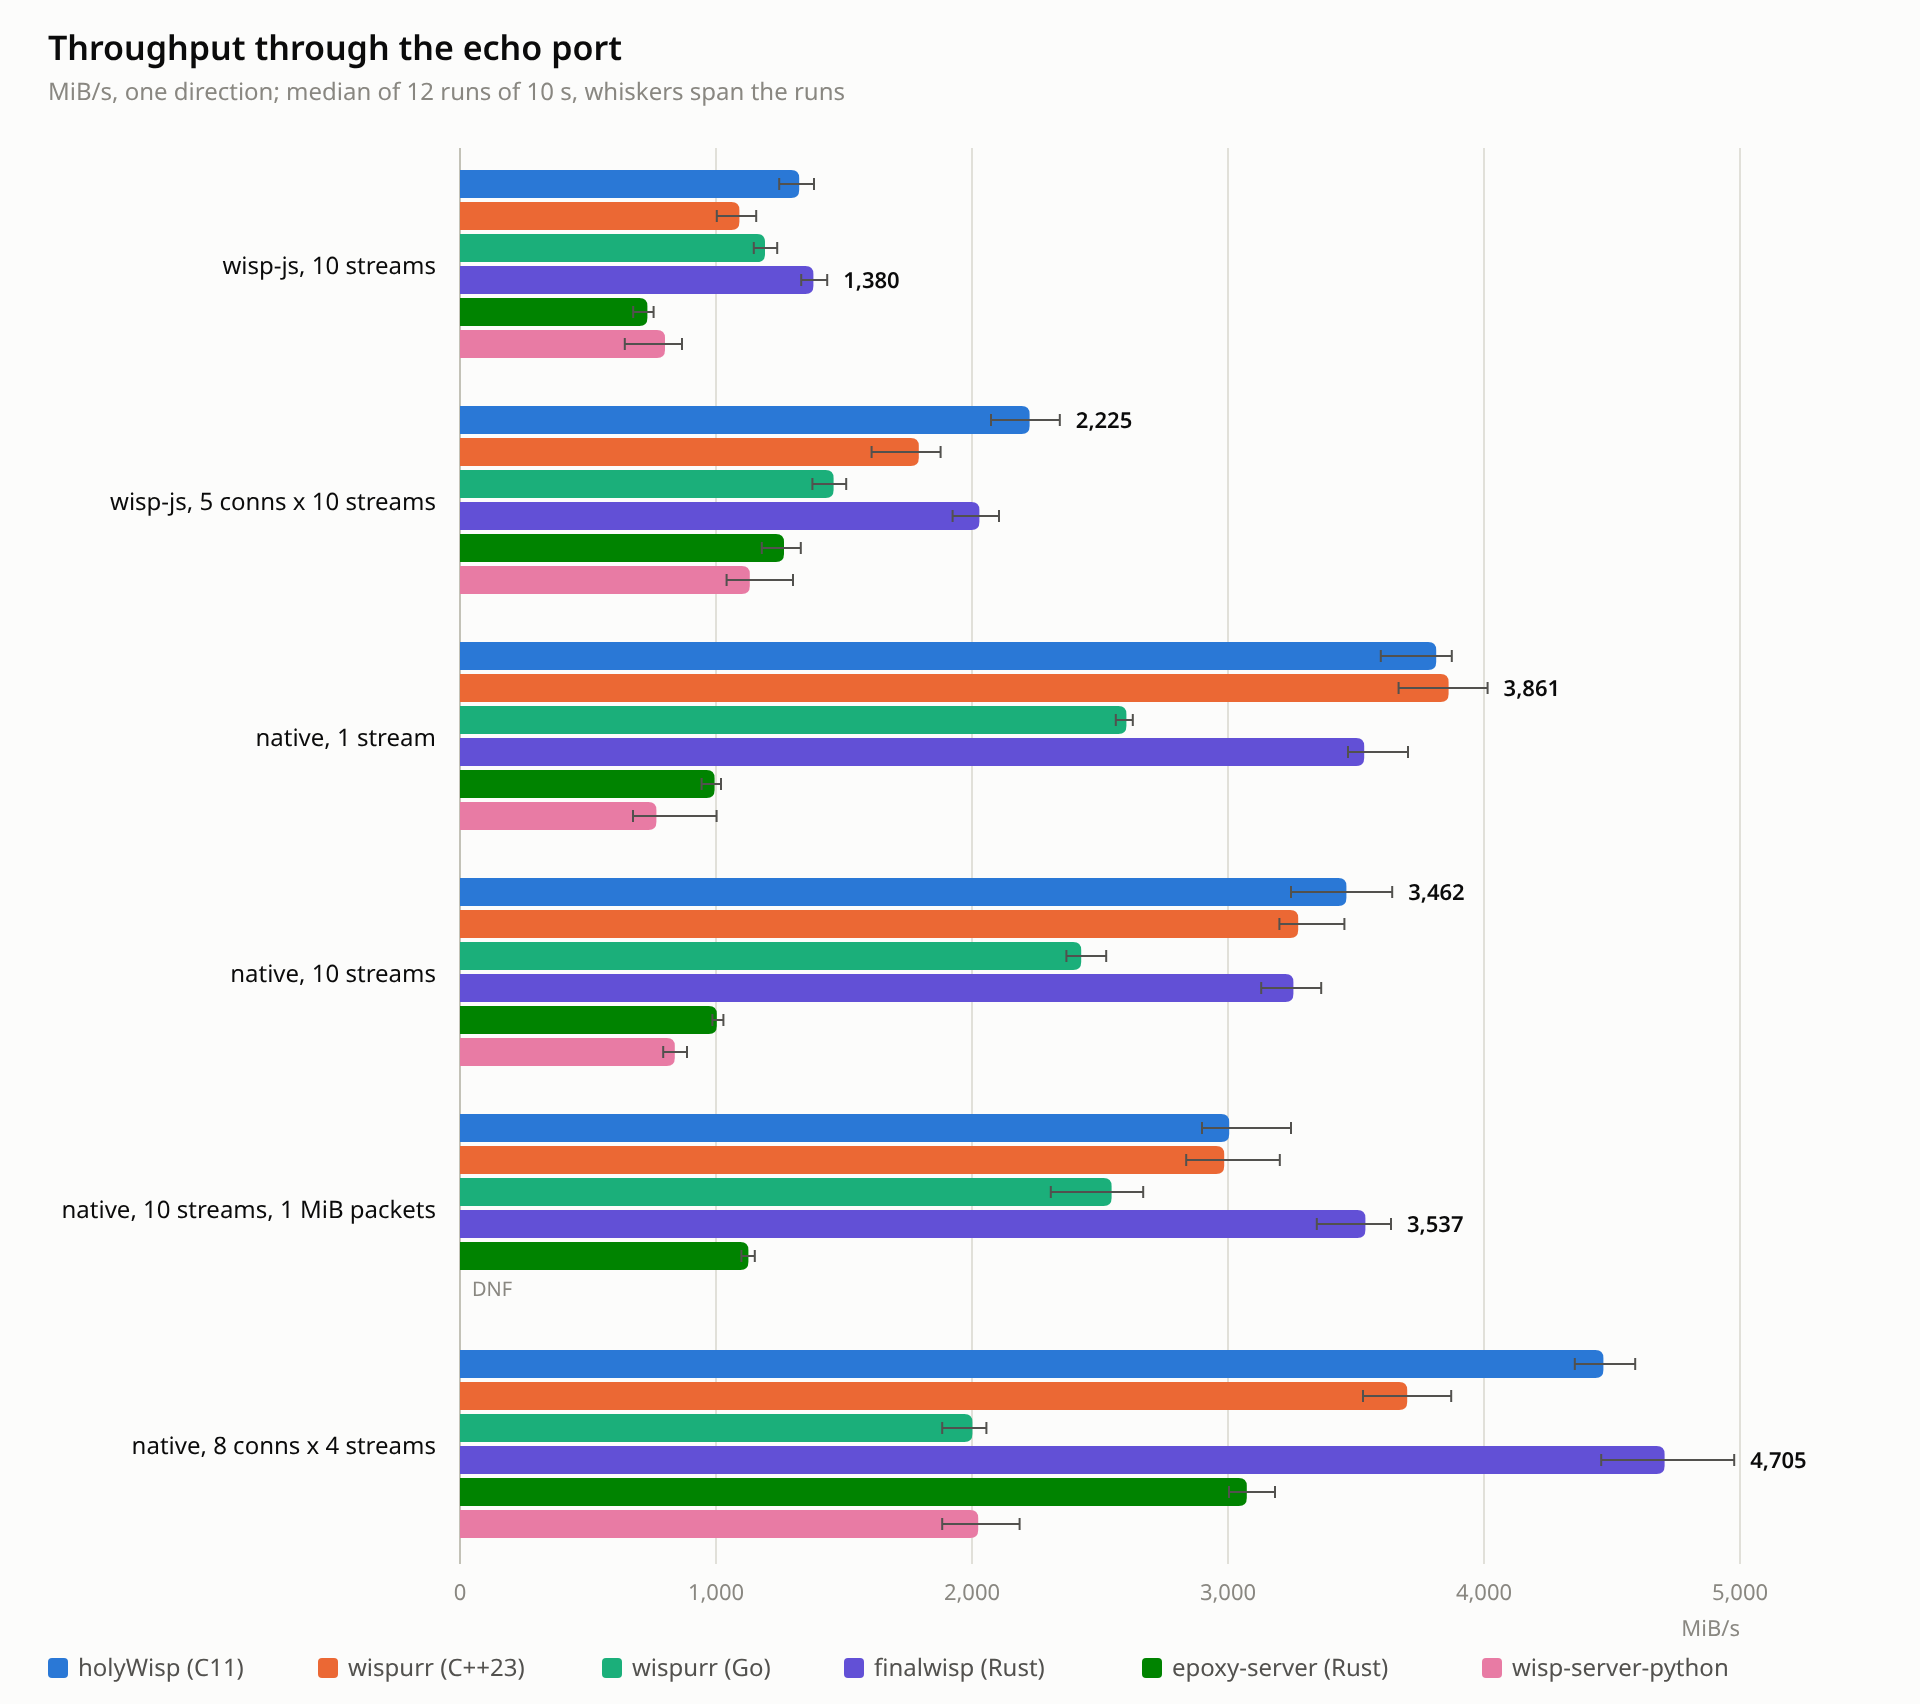 Throughput through the echo port
MiB/s, one direction; median of 12 runs of 10 s, whiskers span the runs
wisp-js, 10 streams
1,380
wisp-js, 5 conns x 10 streams
2,225
native, 1 stream
3,861
native, 10 streams
3,462
native, 10 streams, 1 MiB packets
3,537
DNF
native, 8 conns x 4 streams
4,705
0 1,000 2,000 3,000 4,000 5,000
MiB/s
holyWisp (C11) wispurr (C++23) wispurr (Go) finalwisp (Rust) epoxy-server (Rust) wisp-server-python